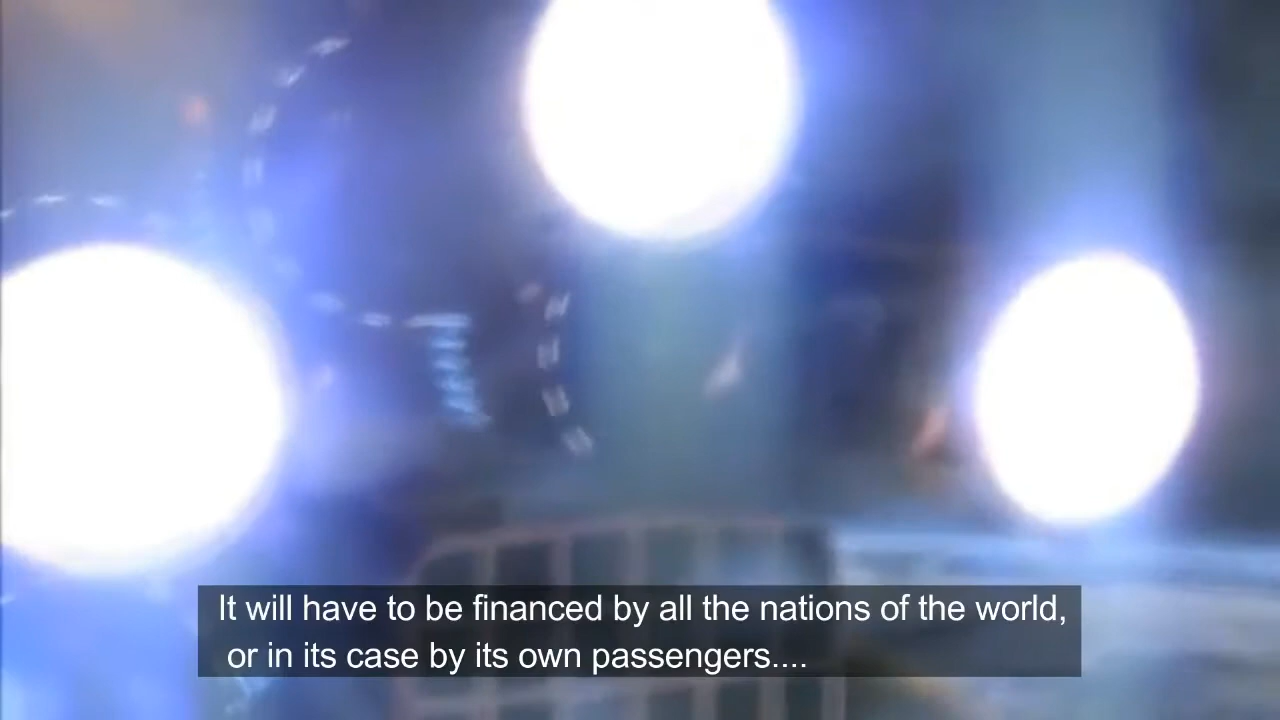 It will have to be financed by all the nations of the world,
or in its case by its own passengers....